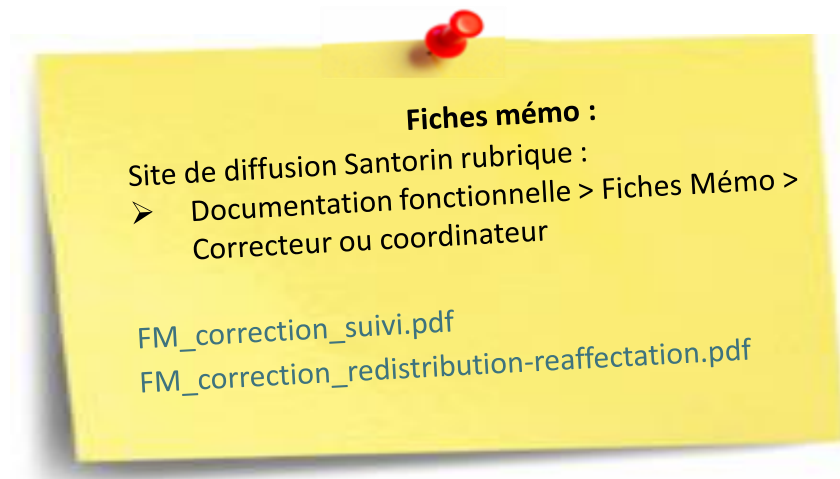 Fiches mémo :
Site de diffusion Santorin rubrique :
➢ Documentation fonctionnelle > Fiches Mémo >
Correcteur ou coordinateur
FM_correction_suivi.pdf
FM_correction_redistribution-reaffectation.pdf